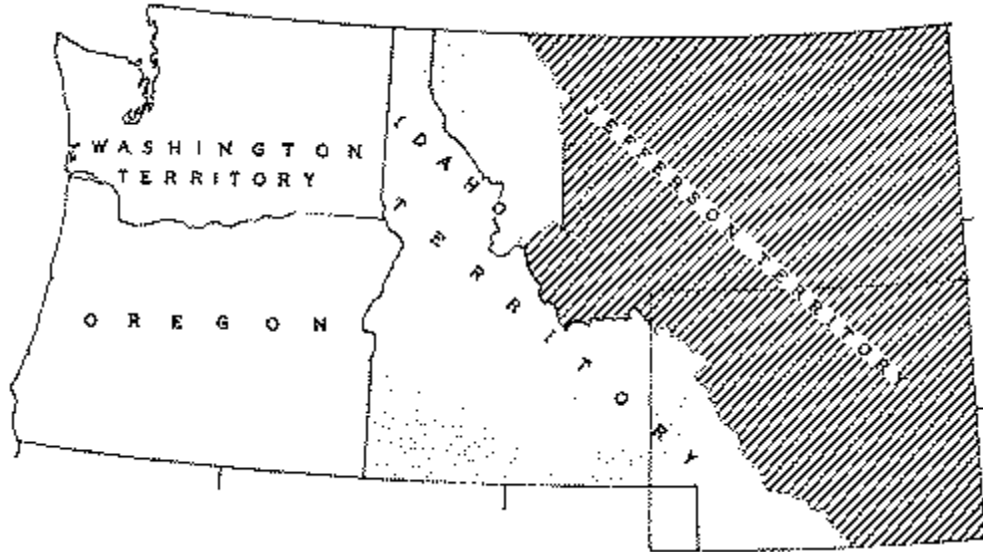 WASHINGTON
TERRITORY
OREGON
IDAHO
TERRITORY
JEFFERSON TERRITORY